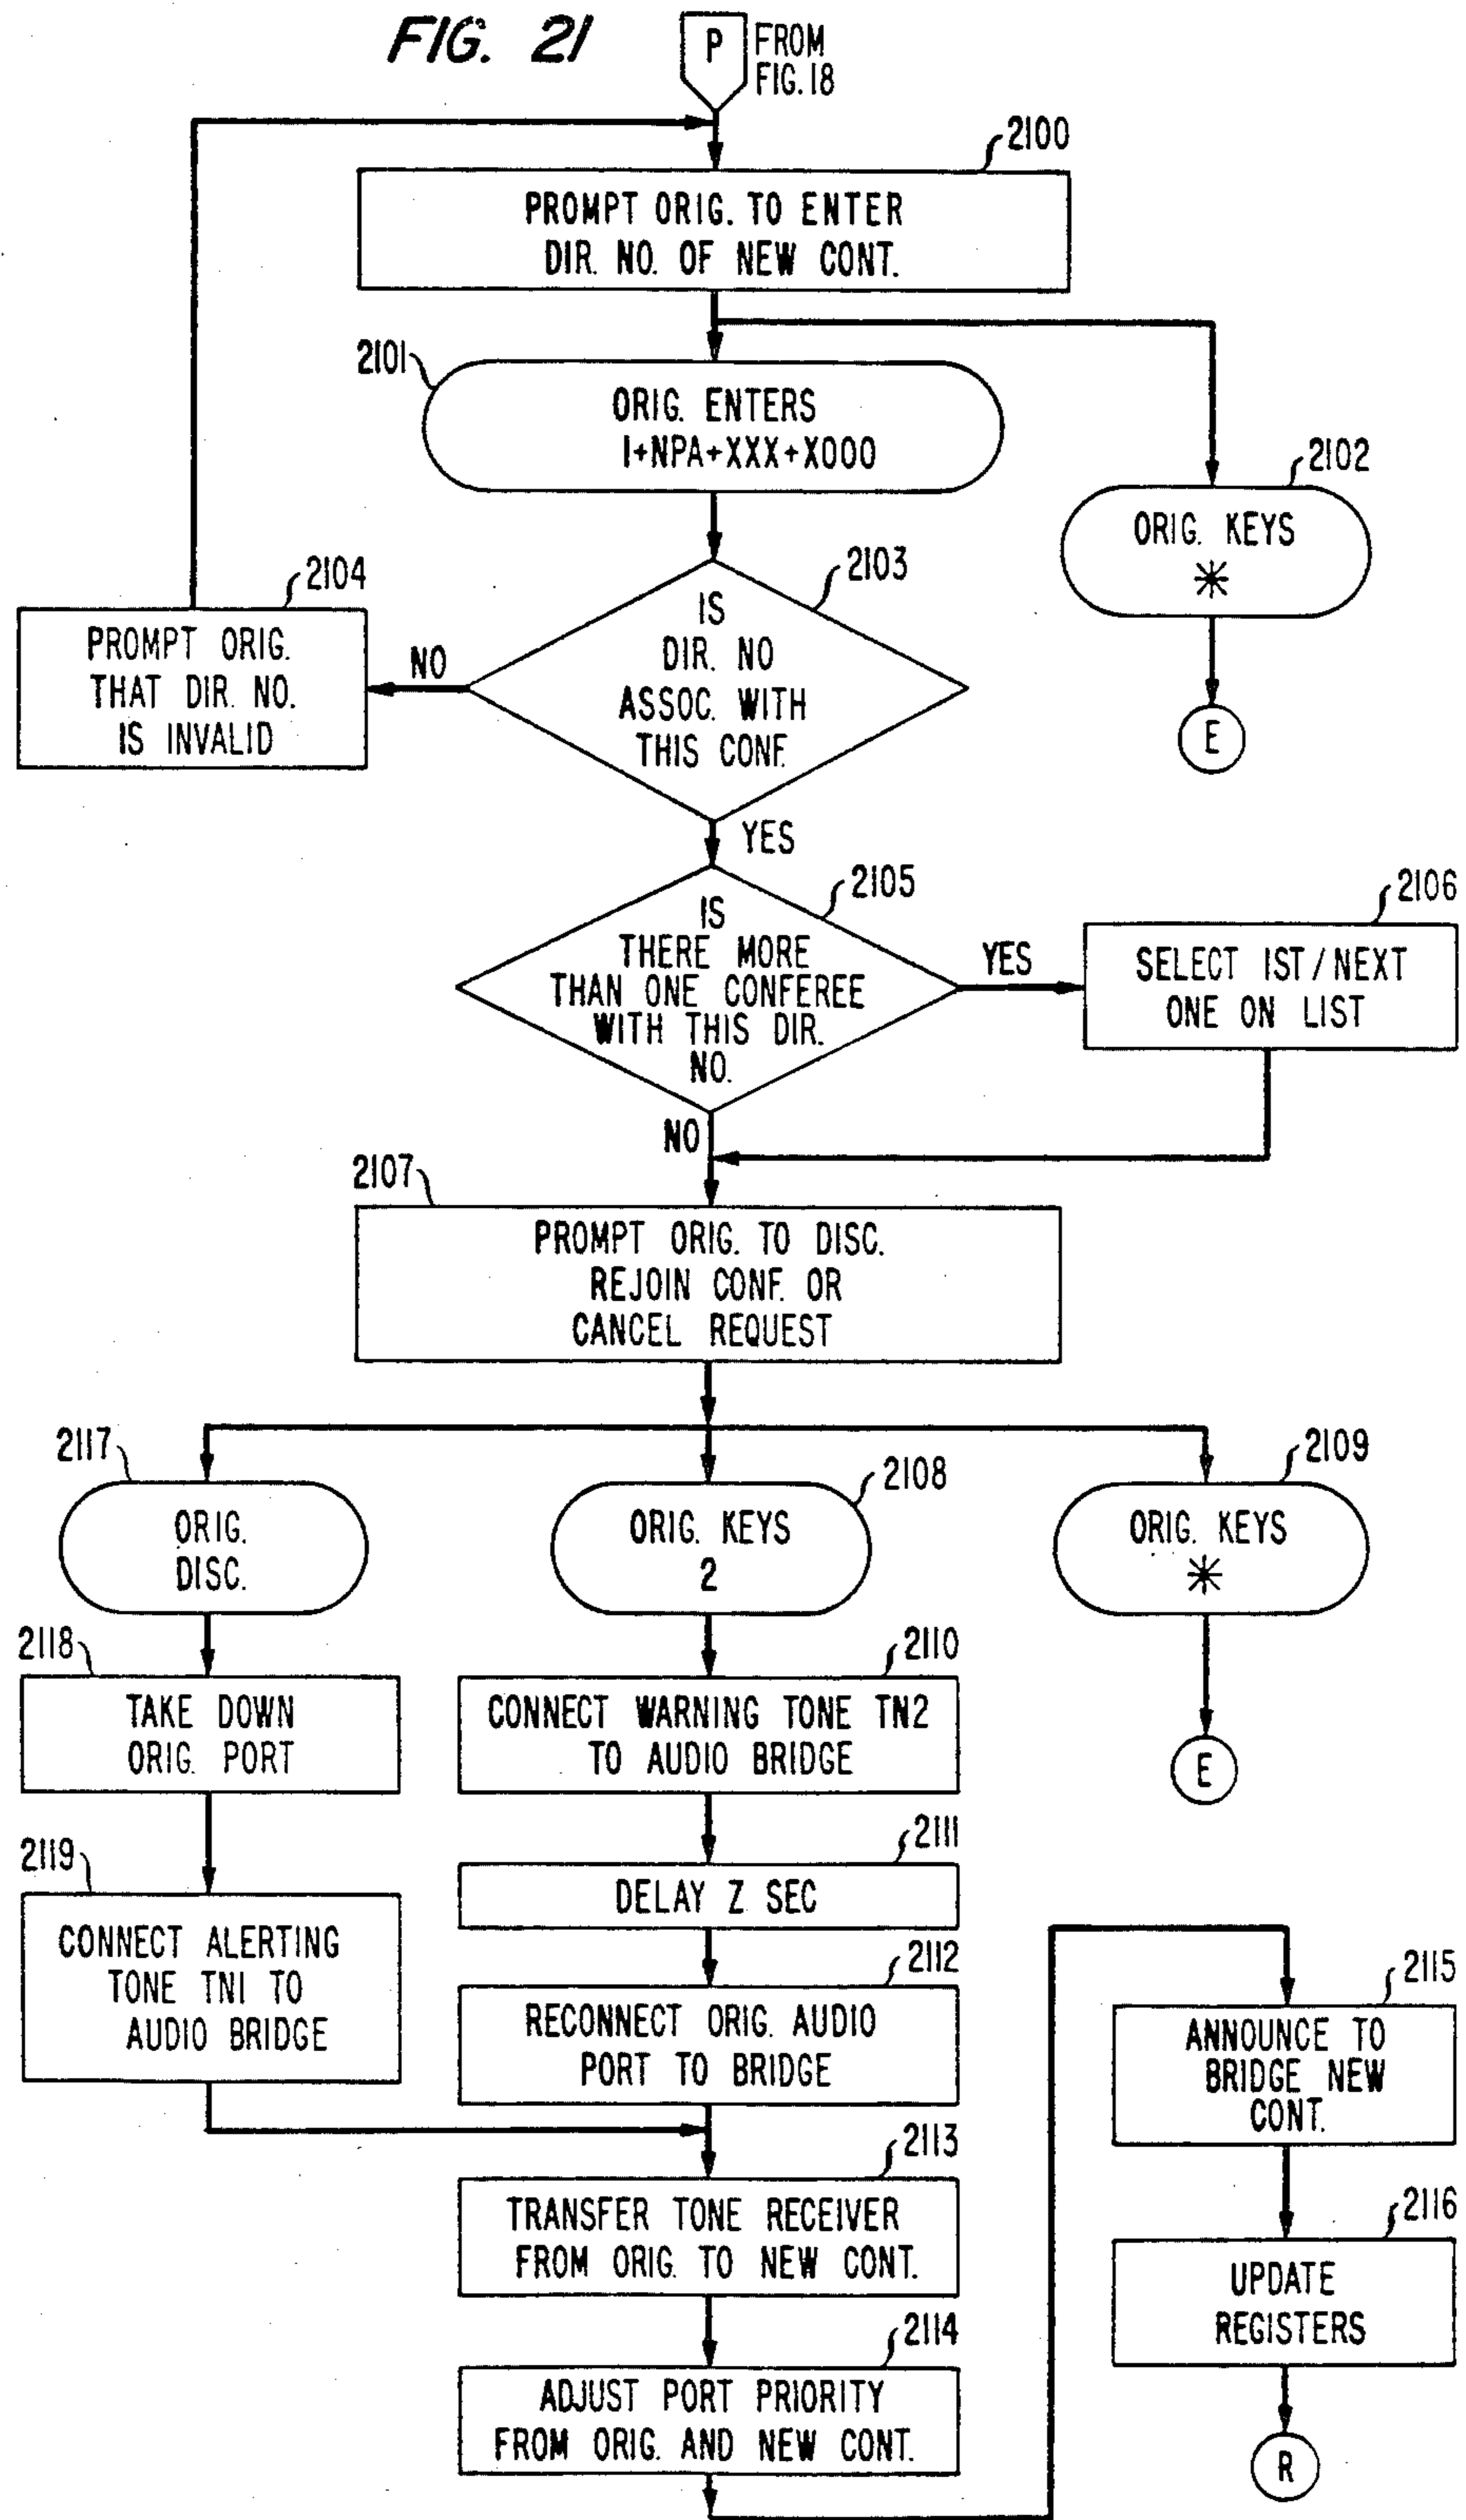 FIG. 21
P
FROM
FIG. 18
2100
PROMPT ORIG. TO ENTER
DIR. NO. OF NEW CONT.
2101
ORIG. ENTERS
1+NPA+XXX+X000
2102
ORIG. KEYS
*
E
2103
IS
DIR. NO
ASSOC. WITH
THIS CONF.
NO
2104
PROMPT ORIG.
THAT DIR. NO.
IS INVALID
YES
2105
IS
THERE MORE
THAN ONE CONFEREE
WITH THIS DIR.
NO.
YES
2106
SELECT 1ST/NEXT
ONE ON LIST
NO
2107
PROMPT ORIG. TO DISC.
REJOIN CONF. OR
CANCEL REQUEST
2117
ORIG.
DISC.
2108
ORIG. KEYS
2
2109
ORIG. KEYS
*
E
2118
TAKE DOWN
ORIG. PORT
2110
CONNECT WARNING TONE TN2
TO AUDIO BRIDGE
2119
CONNECT ALERTING
TONE TN1 TO
AUDIO BRIDGE
2111
DELAY Z SEC
2112
RECONNECT ORIG. AUDIO
PORT TO BRIDGE
2113
TRANSFER TONE RECEIVER
FROM ORIG. TO NEW CONT.
2114
ADJUST PORT PRIORITY
FROM ORIG. AND NEW CONT.
2115
ANNOUNCE TO
BRIDGE NEW
CONT.
2116
UPDATE
REGISTERS
R